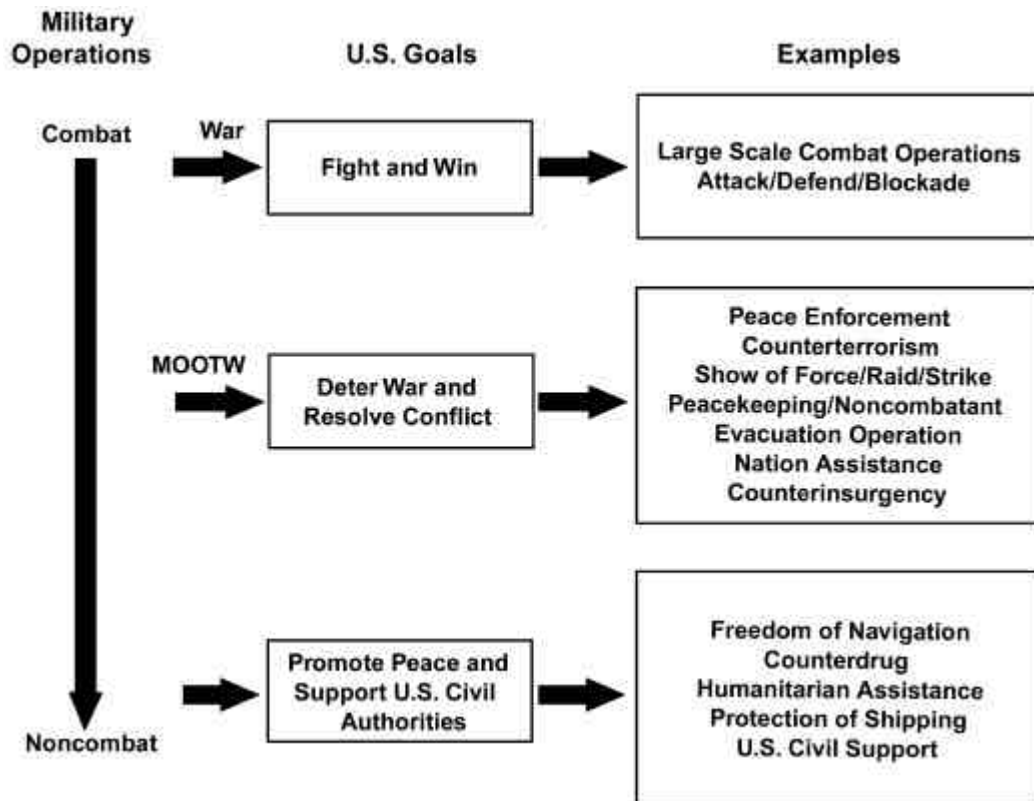 Military
Operations
U.S. Goals
Examples
Combat
War
Fight and Win
Large Scale Combat Operations
Attack/Defend/Blockade
MOOTW
Deter War and
Resolve Conflict
Peace Enforcement
Counterterrorism
Show of Force/Raid/Strike
Peacekeeping/Noncombatant
Evacuation Operation
Nation Assistance
Counterinsurgency
Noncombat
Promote Peace and
Support U.S. Civil
Authorities
Freedom of Navigation
Counterdrug
Humanitarian Assistance
Protection of Shipping
U.S. Civil Support